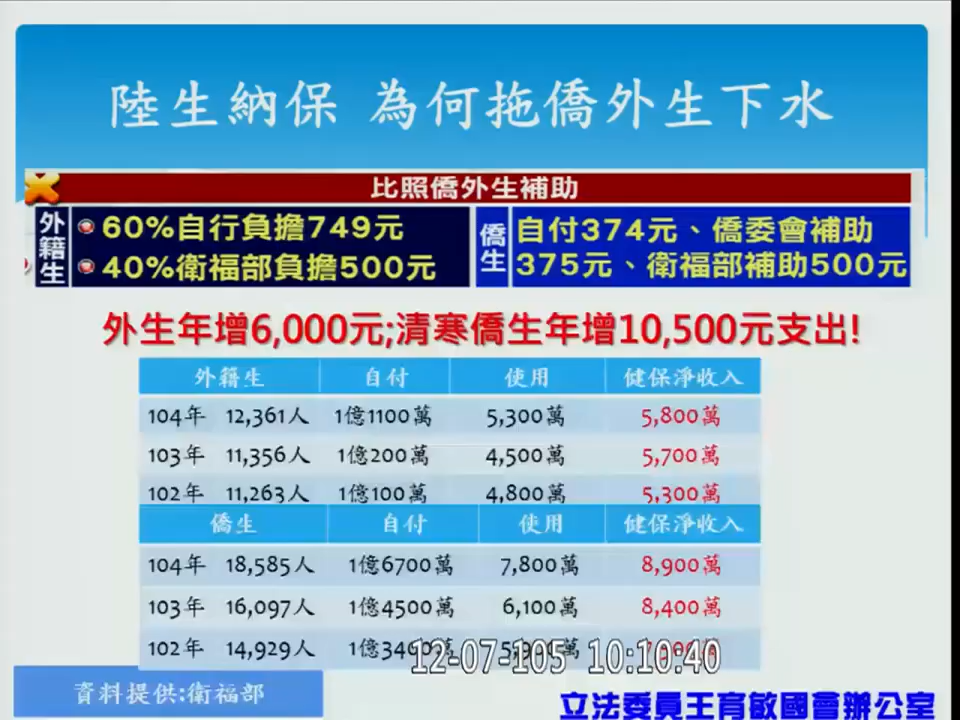 陸生納保 為何拖僑外生下水
比照僑外生補助
外籍生
60%自行負擔749元
40%衛福部負擔500元
僑生
自付374元、僑委會補助
375元、衛福部補助500元
外生年增6,000元;清寒僑生年增10,500元支出!
外籍生 自付 使用 健保淨收入
104年 12,361人 1億1100萬 5,300萬 5,800萬
103年 11,356人 1億200萬 4,500萬 5,700萬
102年 11,263人 1億100萬 4,800萬 5,300萬
僑生 自付 使用 健保淨收入
104年 18,585人 1億6700萬 7,800萬 8,900萬
103年 16,097人 1億4500萬 6,100萬 8,400萬
102年 14,929人
12-07-105 10:10:40
資料提供:衛福部
立法委員王育敏國會辦公室